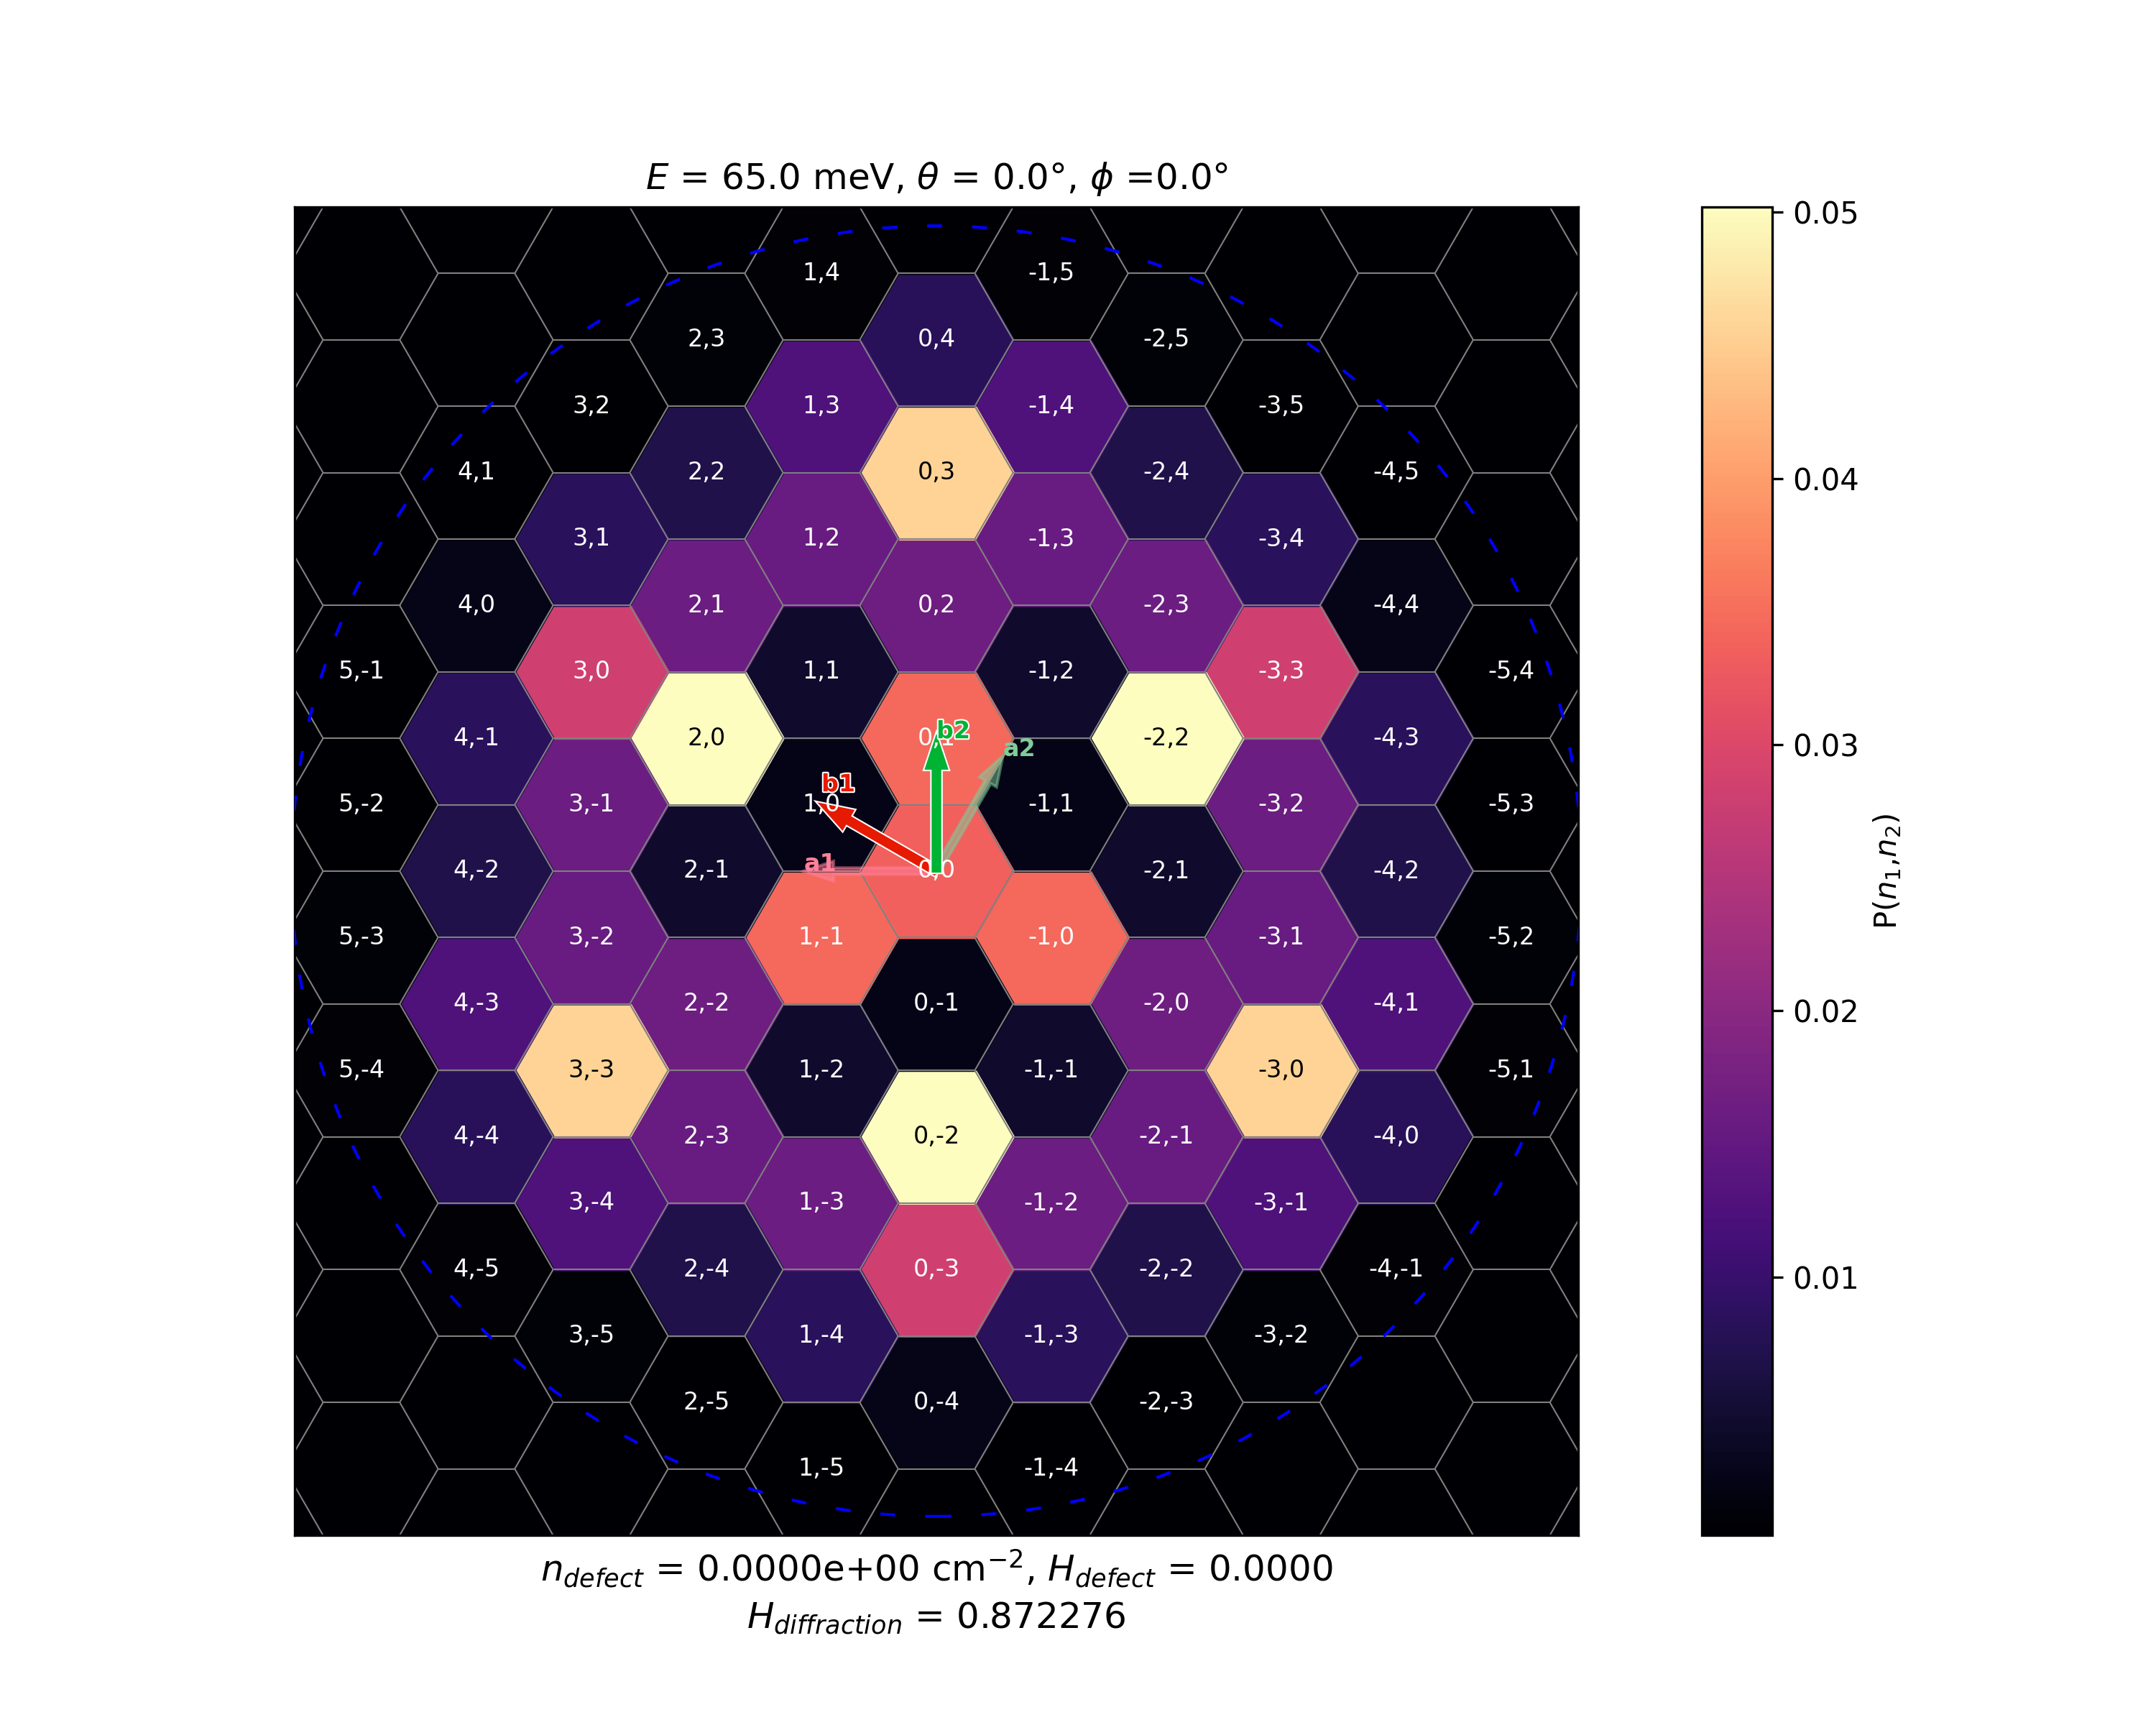 E = 65.0 meV, θ = 0.0°, ϕ =0.0°
1,4 -1,5
2,3 0,4 -2,5
3,2 1,3 -1,4 -3,5
4,1 2,2 0,3 -2,4 -4,5
3,1 1,2 -1,3 -3,4
4,0 2,1 0,2 -2,3 -4,4
5,-1 3,0 1,1 -1,2 -3,3 -5,4
4,-1 2,0 0,1 -2,2 -4,3
b2
a2
b1
5,-2 3,-1 1,0 -1,1 -3,2 -5,3
a1
4,-2 2,-1 0,0 -2,1 -4,2
5,-3 3,-2 1,-1 -1,0 -3,1 -5,2
4,-3 2,-2 0,-1 -2,0 -4,1
5,-4 3,-3 1,-2 -1,-1 -3,0 -5,1
4,-4 2,-3 0,-2 -2,-1 -4,0
3,-4 1,-3 -1,-2 -3,-1
4,-5 2,-4 0,-3 -2,-2 -4,-1
3,-5 1,-4 -1,-3 -3,-2
2,-5 0,-4 -2,-3
1,-5 -1,-4
n_defect = 0.0000e+00 cm⁻², H_defect = 0.0000
H_diffraction = 0.872276
0.05
0.04
0.03
0.02
0.01
P(n₁,n₂)